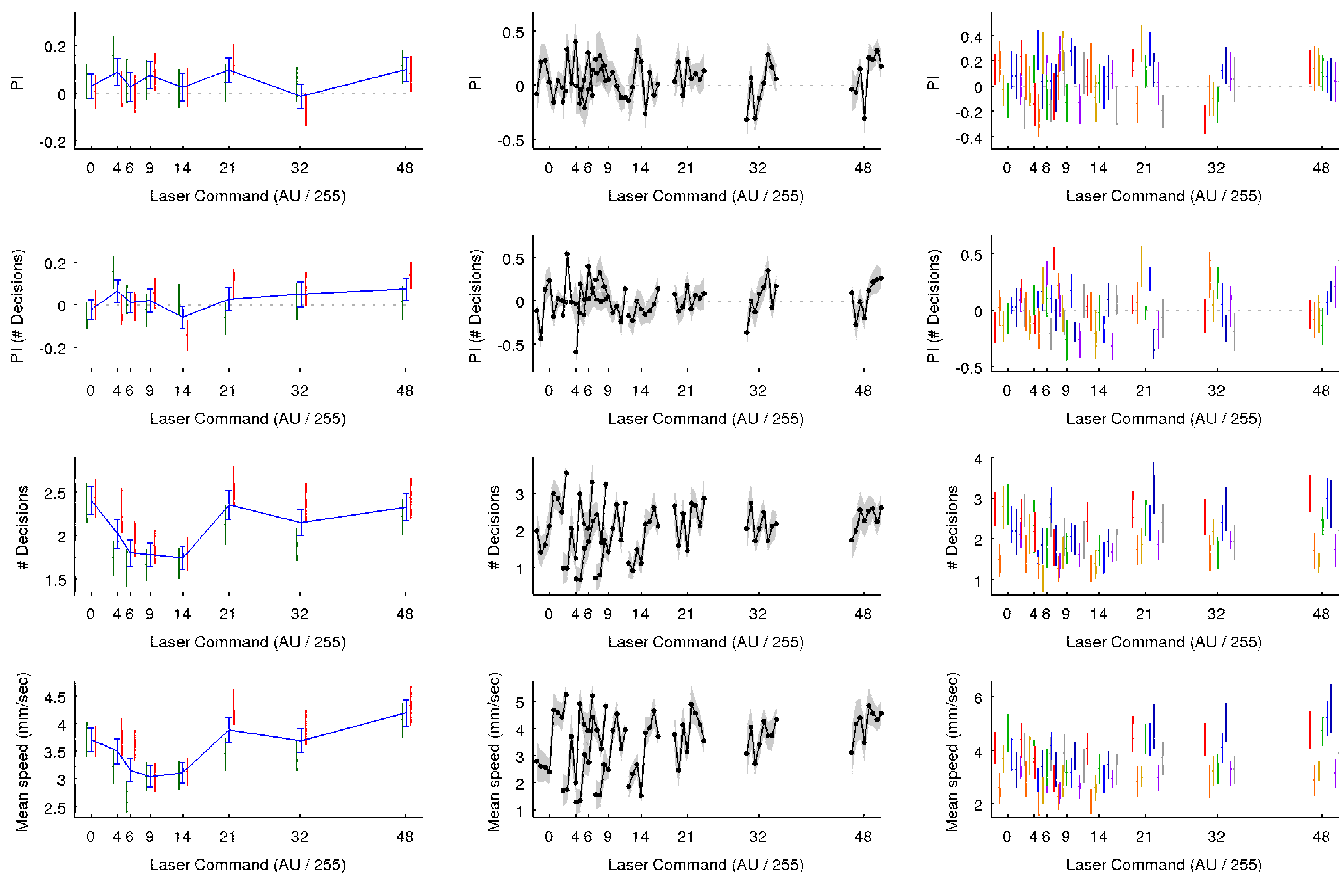 0.2
0
-0.2
PI
0 4 6 9 14 21 32 48
Laser Command (AU / 255)
0.5
0
-0.5
PI
0 4 6 9 14 21 32 48
Laser Command (AU / 255)
0.4
0.2
0
-0.2
-0.4
PI
0 4 6 9 14 21 32 48
Laser Command (AU / 255)
0.2
0
-0.2
PI (# Decisions)
0 4 6 9 14 21 32 48
Laser Command (AU / 255)
0.5
0
-0.5
PI (# Decisions)
0 4 6 9 14 21 32 48
Laser Command (AU / 255)
0.5
0
-0.5
PI (# Decisions)
0 4 6 9 14 21 32 48
Laser Command (AU / 255)
2.5
2
1.5
# Decisions
0 4 6 9 14 21 32 48
Laser Command (AU / 255)
3
2
1
# Decisions
0 4 6 9 14 21 32 48
Laser Command (AU / 255)
4
3
2
1
# Decisions
0 4 6 9 14 21 32 48
Laser Command (AU / 255)
4.5
4
3.5
3
2.5
Mean speed (mm/sec)
0 4 6 9 14 21 32 48
Laser Command (AU / 255)
5
4
3
2
1
Mean speed (mm/sec)
0 4 6 9 14 21 32 48
Laser Command (AU / 255)
6
4
2
Mean speed (mm/sec)
0 4 6 9 14 21 32 48
Laser Command (AU / 255)